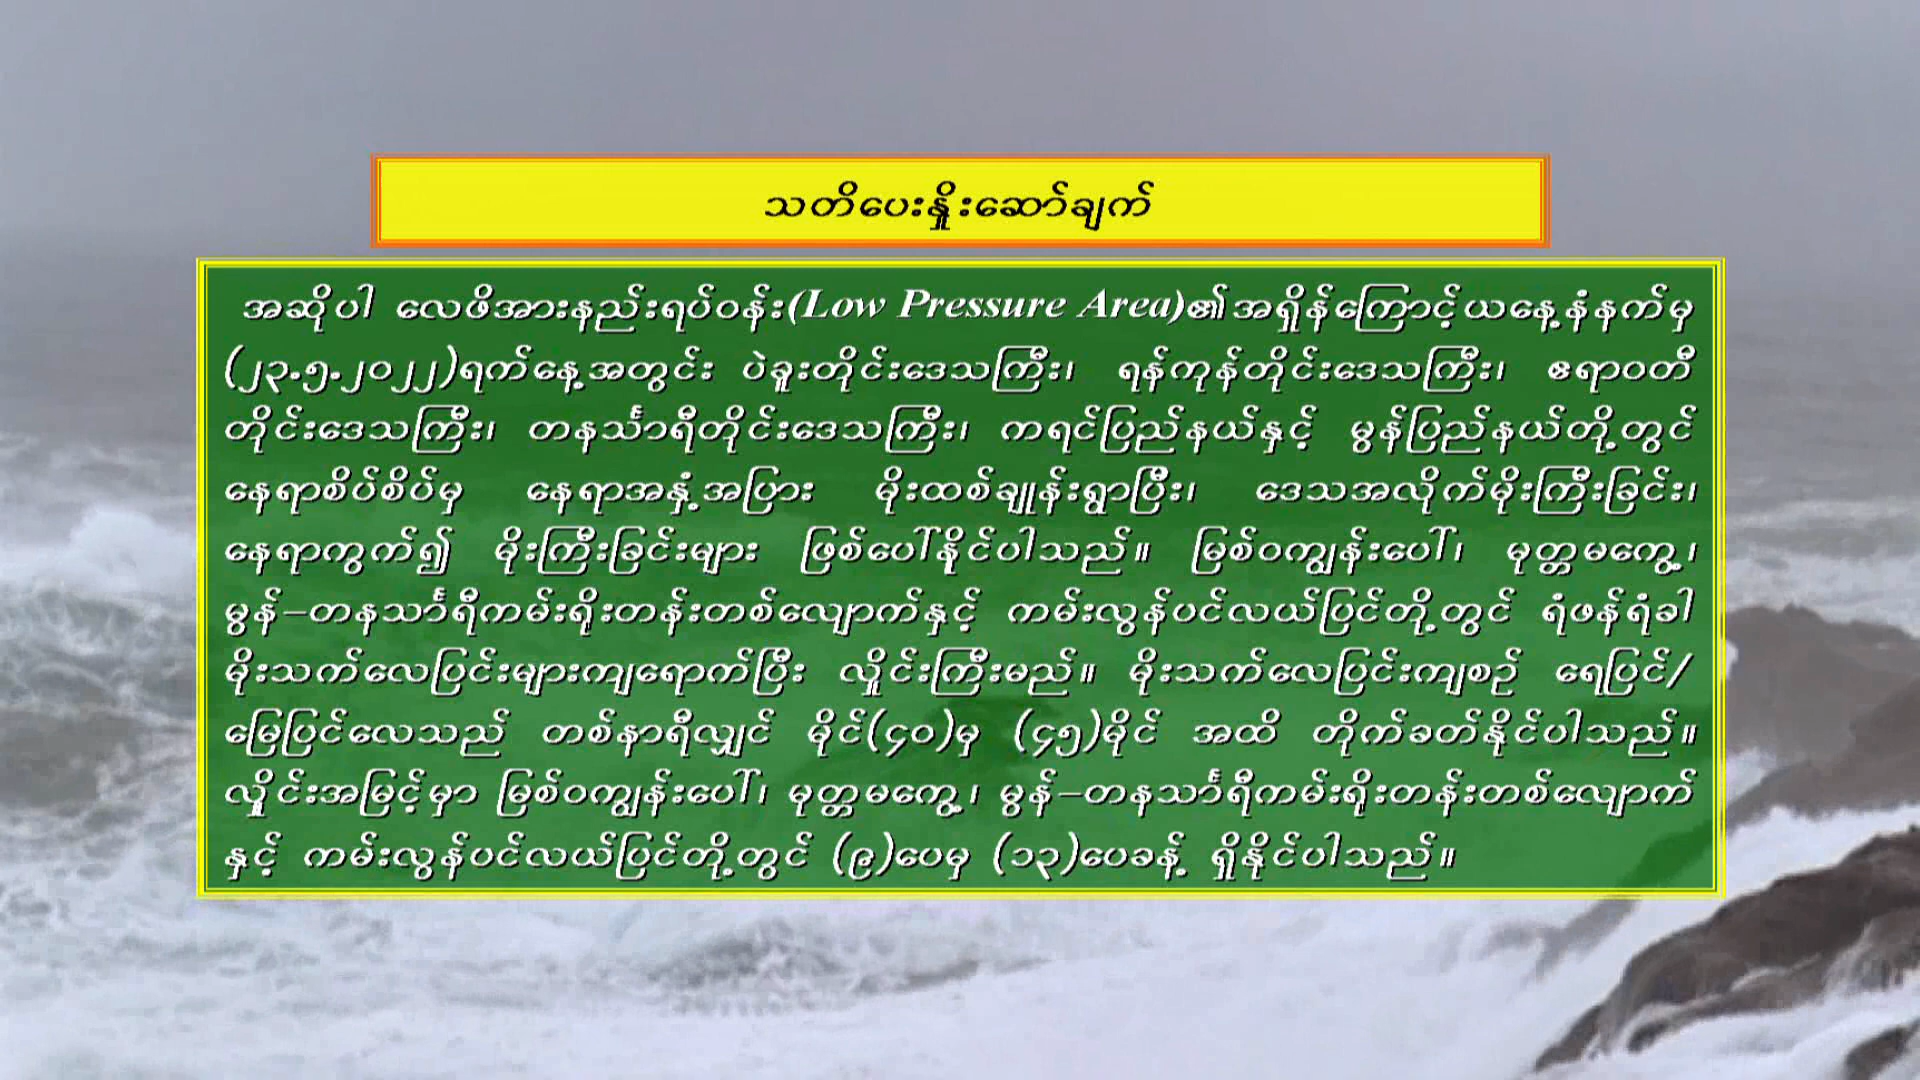 သတိပေးနှိုးဆော်ချက်
အဆိုပါ လေဖိအားနည်းရပ်ဝန်း(Low Pressure Area)၏အရှိန်ကြောင့်ယနေ့နံနက်မှ
(၂၃.၅.၂၀၂၂)ရက်နေ့အတွင်း ပဲခူးတိုင်းဒေသကြီး၊ ရန်ကုန်တိုင်းဒေသကြီး၊ ဧရာဝတီ
တိုင်းဒေသကြီး၊ တနင်္သာရီတိုင်းဒေသကြီး၊ ကရင်ပြည်နယ်နှင့် မွန်ပြည်နယ်တို့တွင်
နေရာစိပ်စိပ်မှ နေရာအနှံ့အပြား မိုးထစ်ချုန်းရွာပြီး၊ ဒေသအလိုက်မိုးကြီးခြင်း၊
နေရာကွက်၍ မိုးကြီးခြင်းများ ဖြစ်ပေါ်နိုင်ပါသည်။ မြစ်ဝကျွန်းပေါ်၊ မုတ္တမကွေ့၊
မွန်-တနင်္သာရီကမ်းရိုးတန်းတစ်လျောက်နှင့် ကမ်းလွန်ပင်လယ်ပြင်တို့တွင် ရံဖန်ရံခါ
မိုးသက်လေပြင်းများကျရောက်ပြီး လှိုင်းကြီးမည်။ မိုးသက်လေပြင်းကျစဉ် ရေပြင်/
မြေပြင်လေသည် တစ်နာရီလျှင် မိုင်(၄၀)မှ (၄၅)မိုင် အထိ တိုက်ခတ်နိုင်ပါသည်။
လှိုင်းအမြင့်မှာ မြစ်ဝကျွန်းပေါ်၊ မုတ္တမကွေ့၊ မွန်-တနင်္သာရီကမ်းရိုးတန်းတစ်လျောက်
နှင့် ကမ်းလွန်ပင်လယ်ပြင်တို့တွင် (၉)ပေမှ (၁၃)ပေခန့် ရှိနိုင်ပါသည်။